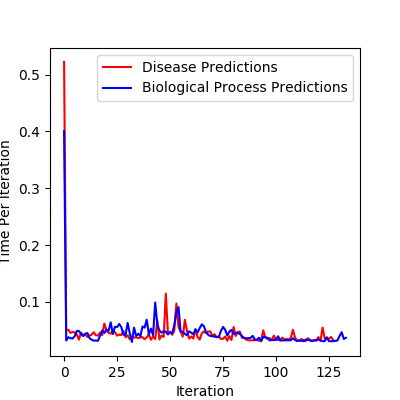 Disease Predictions
Biological Process Predictions
0.5
0.4
0.3
0.2
0.1
Time Per Iteration
0 25 50 75 100 125
Iteration